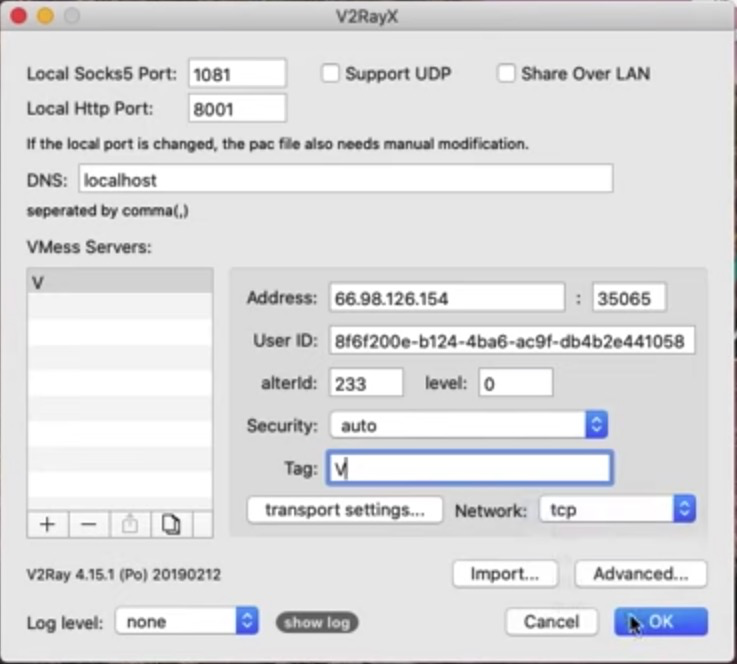 V2RayX
Local Socks5 Port: 1081 Support UDP Share Over LAN
Local Http Port: 8001
If the local port is changed, the pac file also needs manual modification.
DNS: localhost
seperated by comma(,)
VMess Servers:
V
Address: 66.98.126.154 : 35065
User ID: 8f6f200e-b124-4ba6-ac9f-db4b2e441058
alterId: 233 level: 0
Security: auto
Tag: V
transport settings... Network: tcp
V2Ray 4.15.1 (Po) 20190212 Import... Advanced...
Log level: none show log Cancel OK